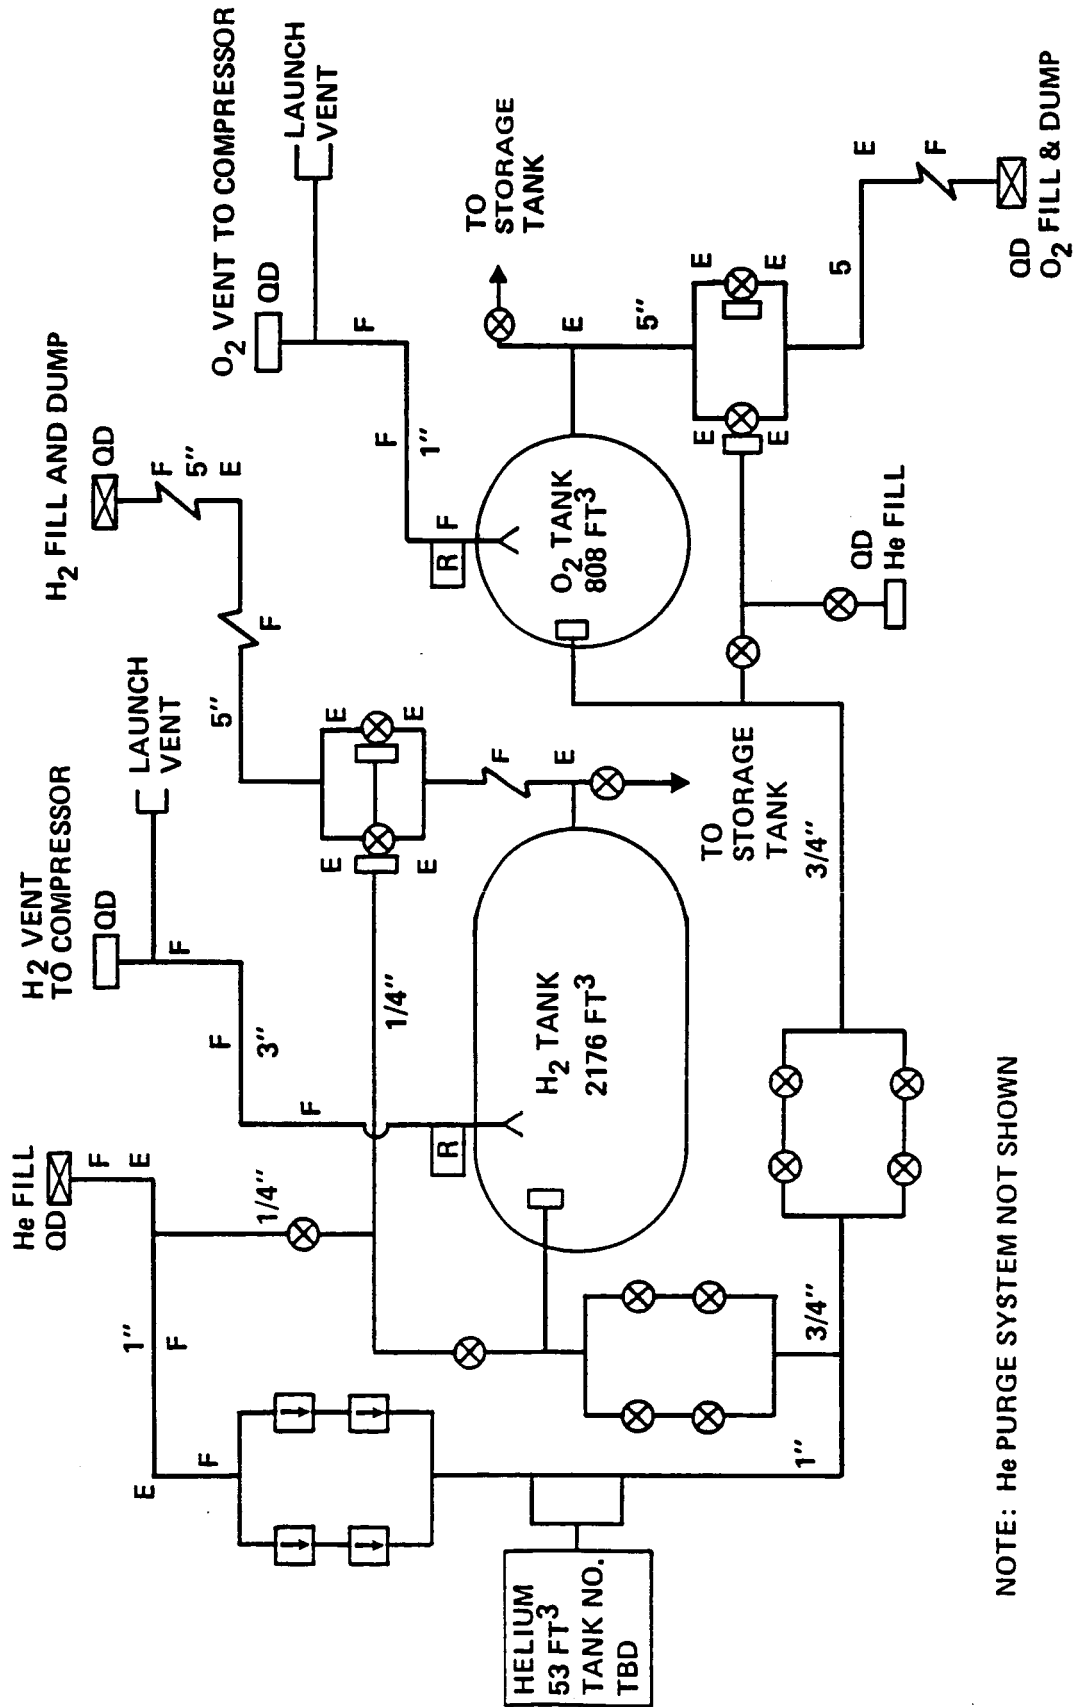 He FILL
QD
F
E
1/4"
1"
F
E
F
H2 VENT
TO COMPRESSOR
QD
LAUNCH
VENT
F
F
3"
F
H2 FILL AND DUMP
QD
F
5"
E
F
5"
O2 VENT TO COMPRESSOR
QD
LAUNCH
VENT
F
F
1"
F
R
E
E
E
E
1/4"
F
E
TO
STORAGE
TANK
R
H2 TANK
2176 FT3
O2 TANK
808 FT3
TO
STORAGE
TANK
E
5"
E
E
E
E
5
E
F
QD
O2 FILL & DUMP
QD
He FILL
HELIUM
53 FT3
TANK NO.
TBD
1"
3/4"
3/4"
NOTE: He PURGE SYSTEM NOT SHOWN